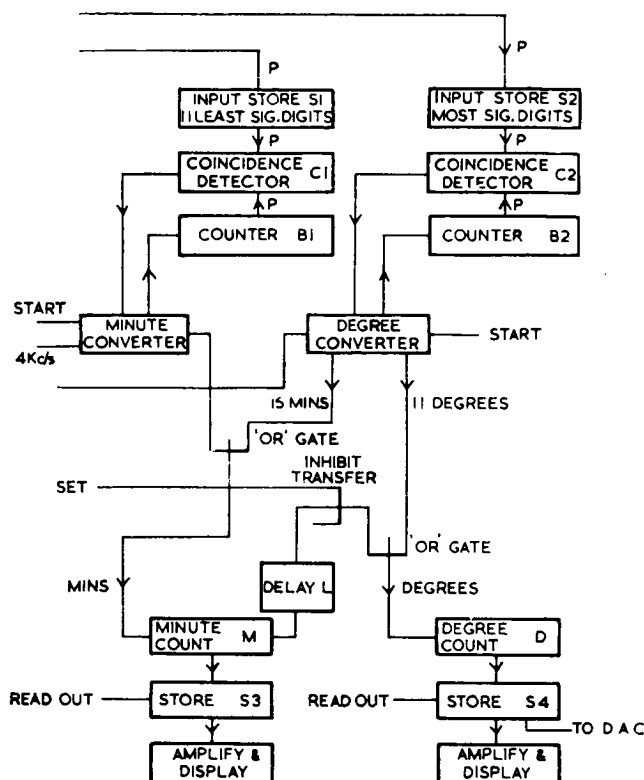 P
P
INPUT STORE S1
11 LEAST SIG. DIGITS
INPUT STORE S2
MOST SIG. DIGITS
P
P
COINCIDENCE
DETECTOR C1
COINCIDENCE
DETECTOR C2
P
P
COUNTER B1
COUNTER B2
START
4Kc/s
MINUTE
CONVERTER
DEGREE
CONVERTER
START
15 MINS
11 DEGREES
'OR' GATE
INHIBIT
TRANSFER
SET
'OR' GATE
MINS
DELAY L
DEGREES
MINUTE
COUNT M
DEGREE
COUNT D
READ OUT
STORE S3
READ OUT
STORE S4
TO D A C
AMPLIFY &
DISPLAY
AMPLIFY &
DISPLAY